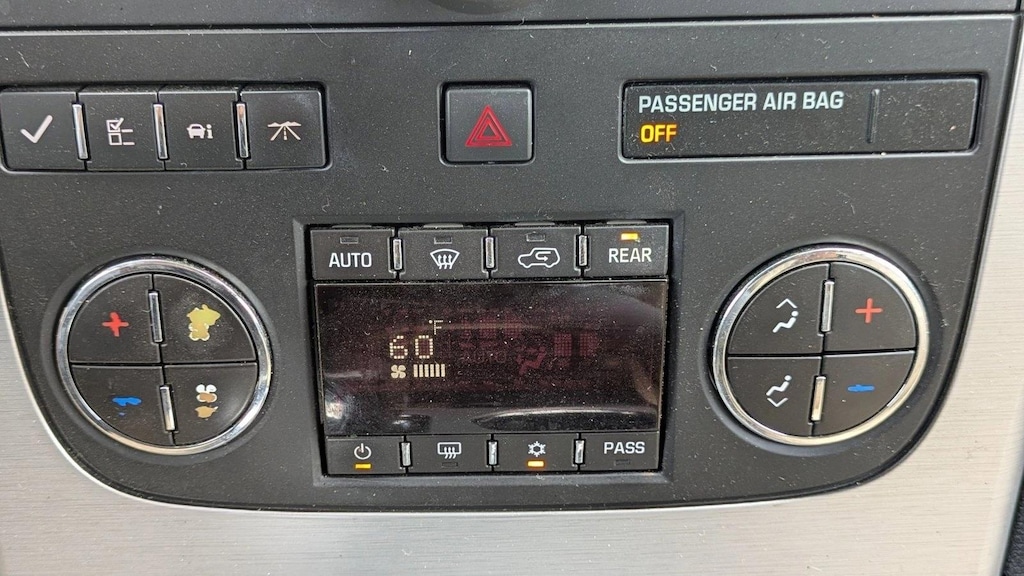 i
PASSENGER AIR BAG
OFF
AUTO
REAR
°F
60
PASS